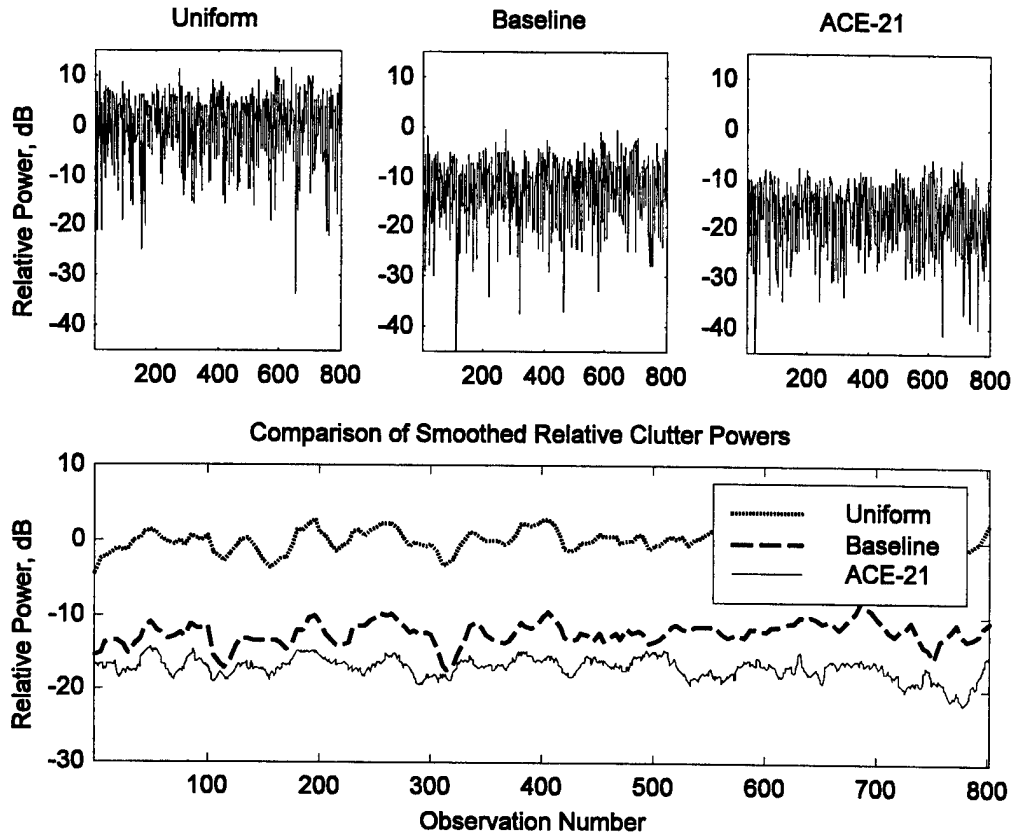 Uniform
Baseline
ACE-21
Relative Power, dB
10
0
-10
-20
-30
-40
200 400 600 800
10
0
-10
-20
-30
-40
200 400 600 800
10
0
-10
-20
-30
-40
200 400 600 800
Comparison of Smoothed Relative Clutter Powers
Relative Power, dB
10
0
-10
-20
-30
Uniform
Baseline
ACE-21
100 200 300 400 500 600 700 800
Observation Number